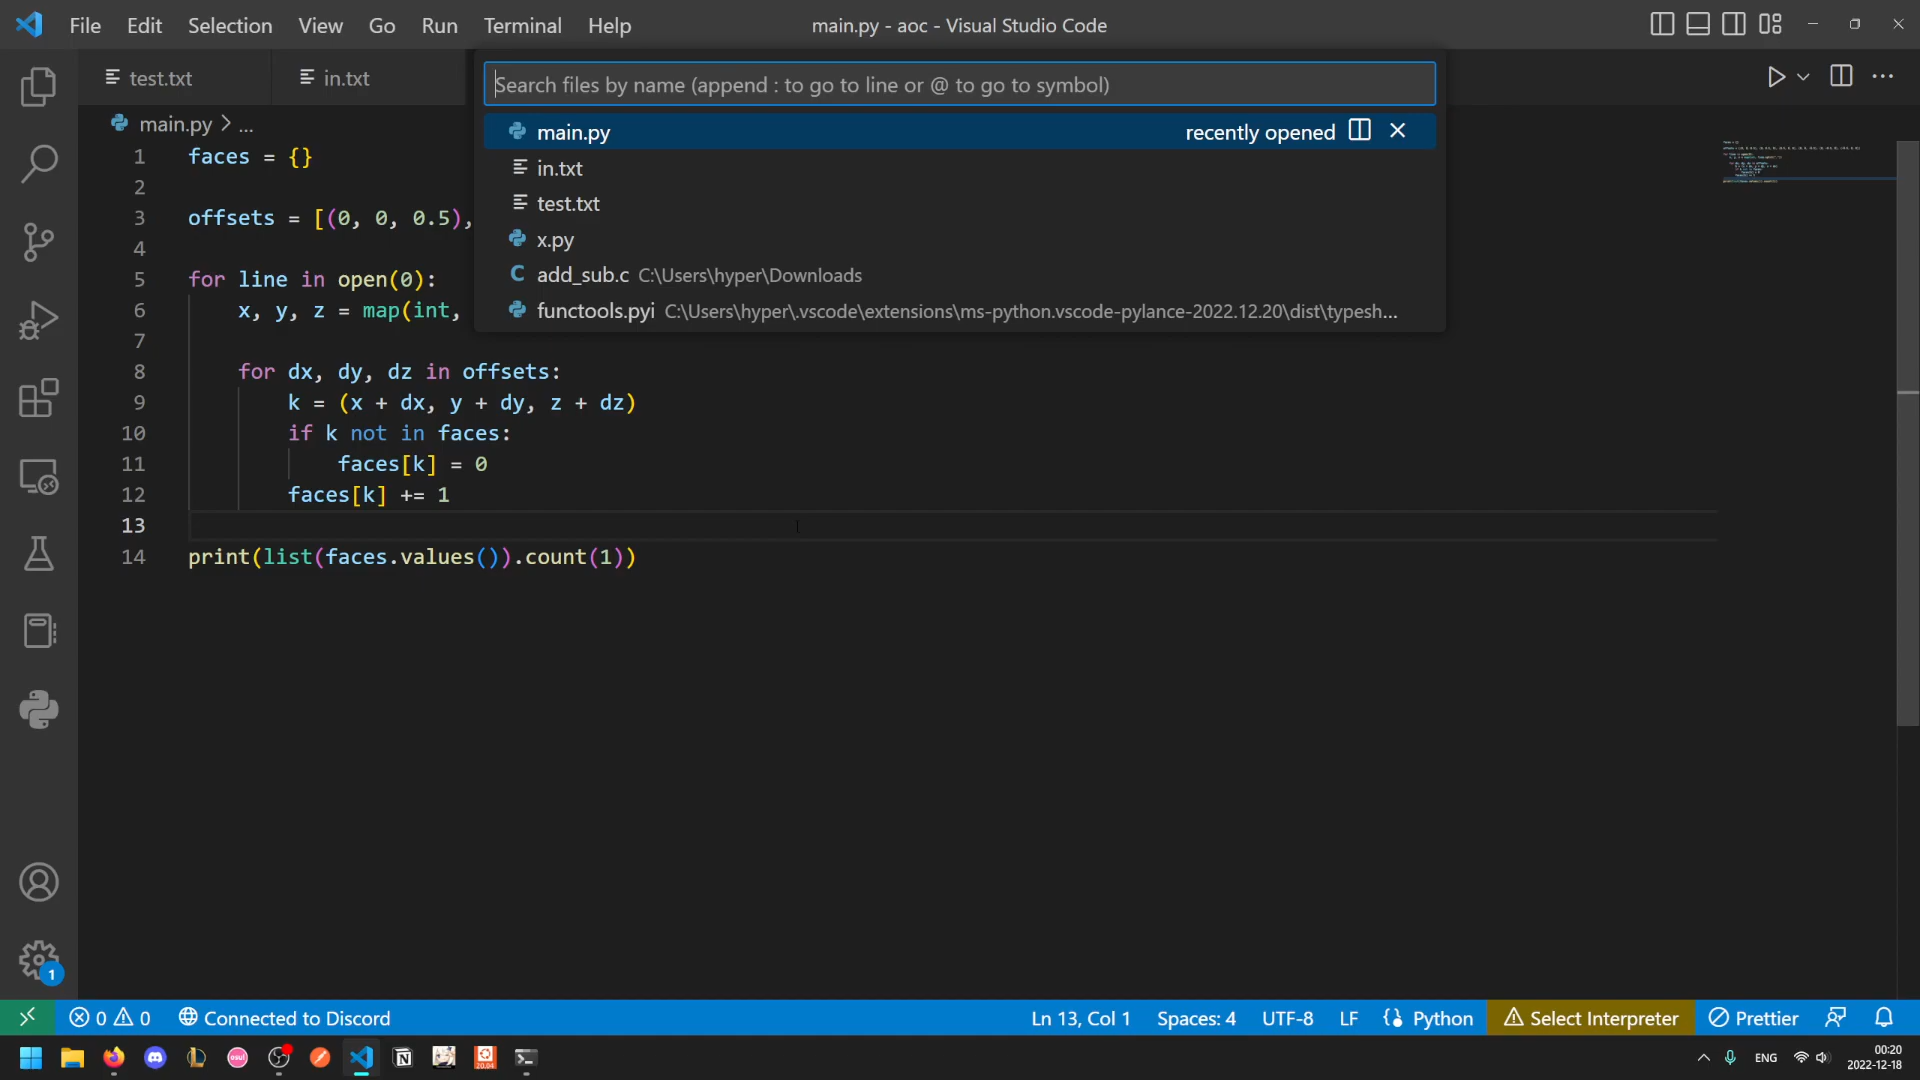 File Edit Selection View Go Run Terminal Help main.py - aoc - Visual Studio Code
test.txt in.txt
Search files by name (append : to go to line or @ to go to symbol)
main.py recently opened
in.txt
test.txt
x.py
add_sub.c C:\Users\hyper\Downloads
functools.pyi C:\Users\hyper\.vscode\extensions\ms-python.vscode-pylance-2022.12.20\dist\typesh...
main.py > ...
1 faces = {}
2
3 offsets = [(0, 0, 0.5),
4
5 for line in open(0):
6 x, y, z = map(int,
7
8 for dx, dy, dz in offsets:
9 k = (x + dx, y + dy, z + dz)
10 if k not in faces:
11 faces[k] = 0
12 faces[k] += 1
13
14 print(list(faces.values()).count(1))
1
0 0 Connected to Discord Ln 13, Col 1 Spaces: 4 UTF-8 LF Python Select Interpreter Prettier
osu! 20.04 ENG 00:20
2022-12-18